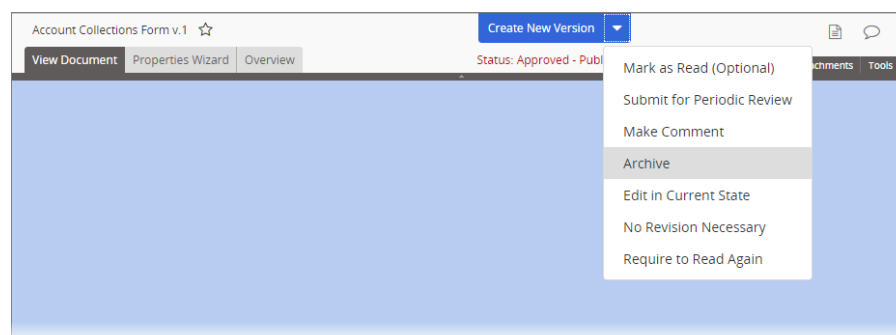 Account Collections Form v.1
Create New Version
View Document
Properties Wizard
Overview
Status: Approved - Publ
Tools
Mark as Read (Optional)
Submit for Periodic Review
Make Comment
Archive
Edit in Current State
No Revision Necessary
Require to Read Again